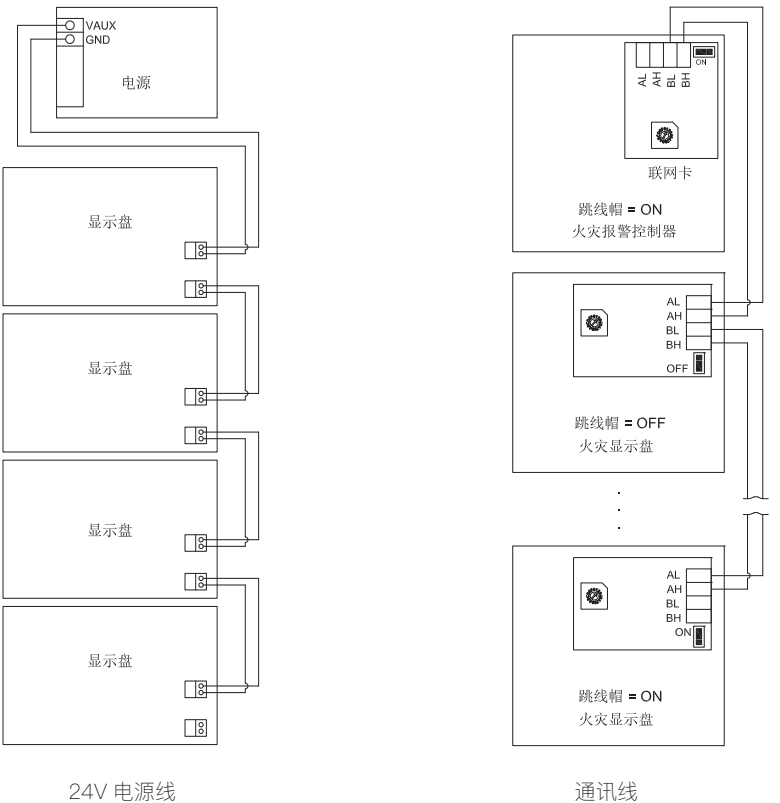 VAUX
GND
电源
显示盘
显示盘
显示盘
显示盘
24V 电源线
ON
AL
AH
BL
BH
联网卡
跳线帽 = ON
火灾报警控制器
AL
AH
BL
BH
OFF
跳线帽 = OFF
火灾显示盘
AL
AH
BL
BH
ON
跳线帽 = ON
火灾显示盘
通讯线